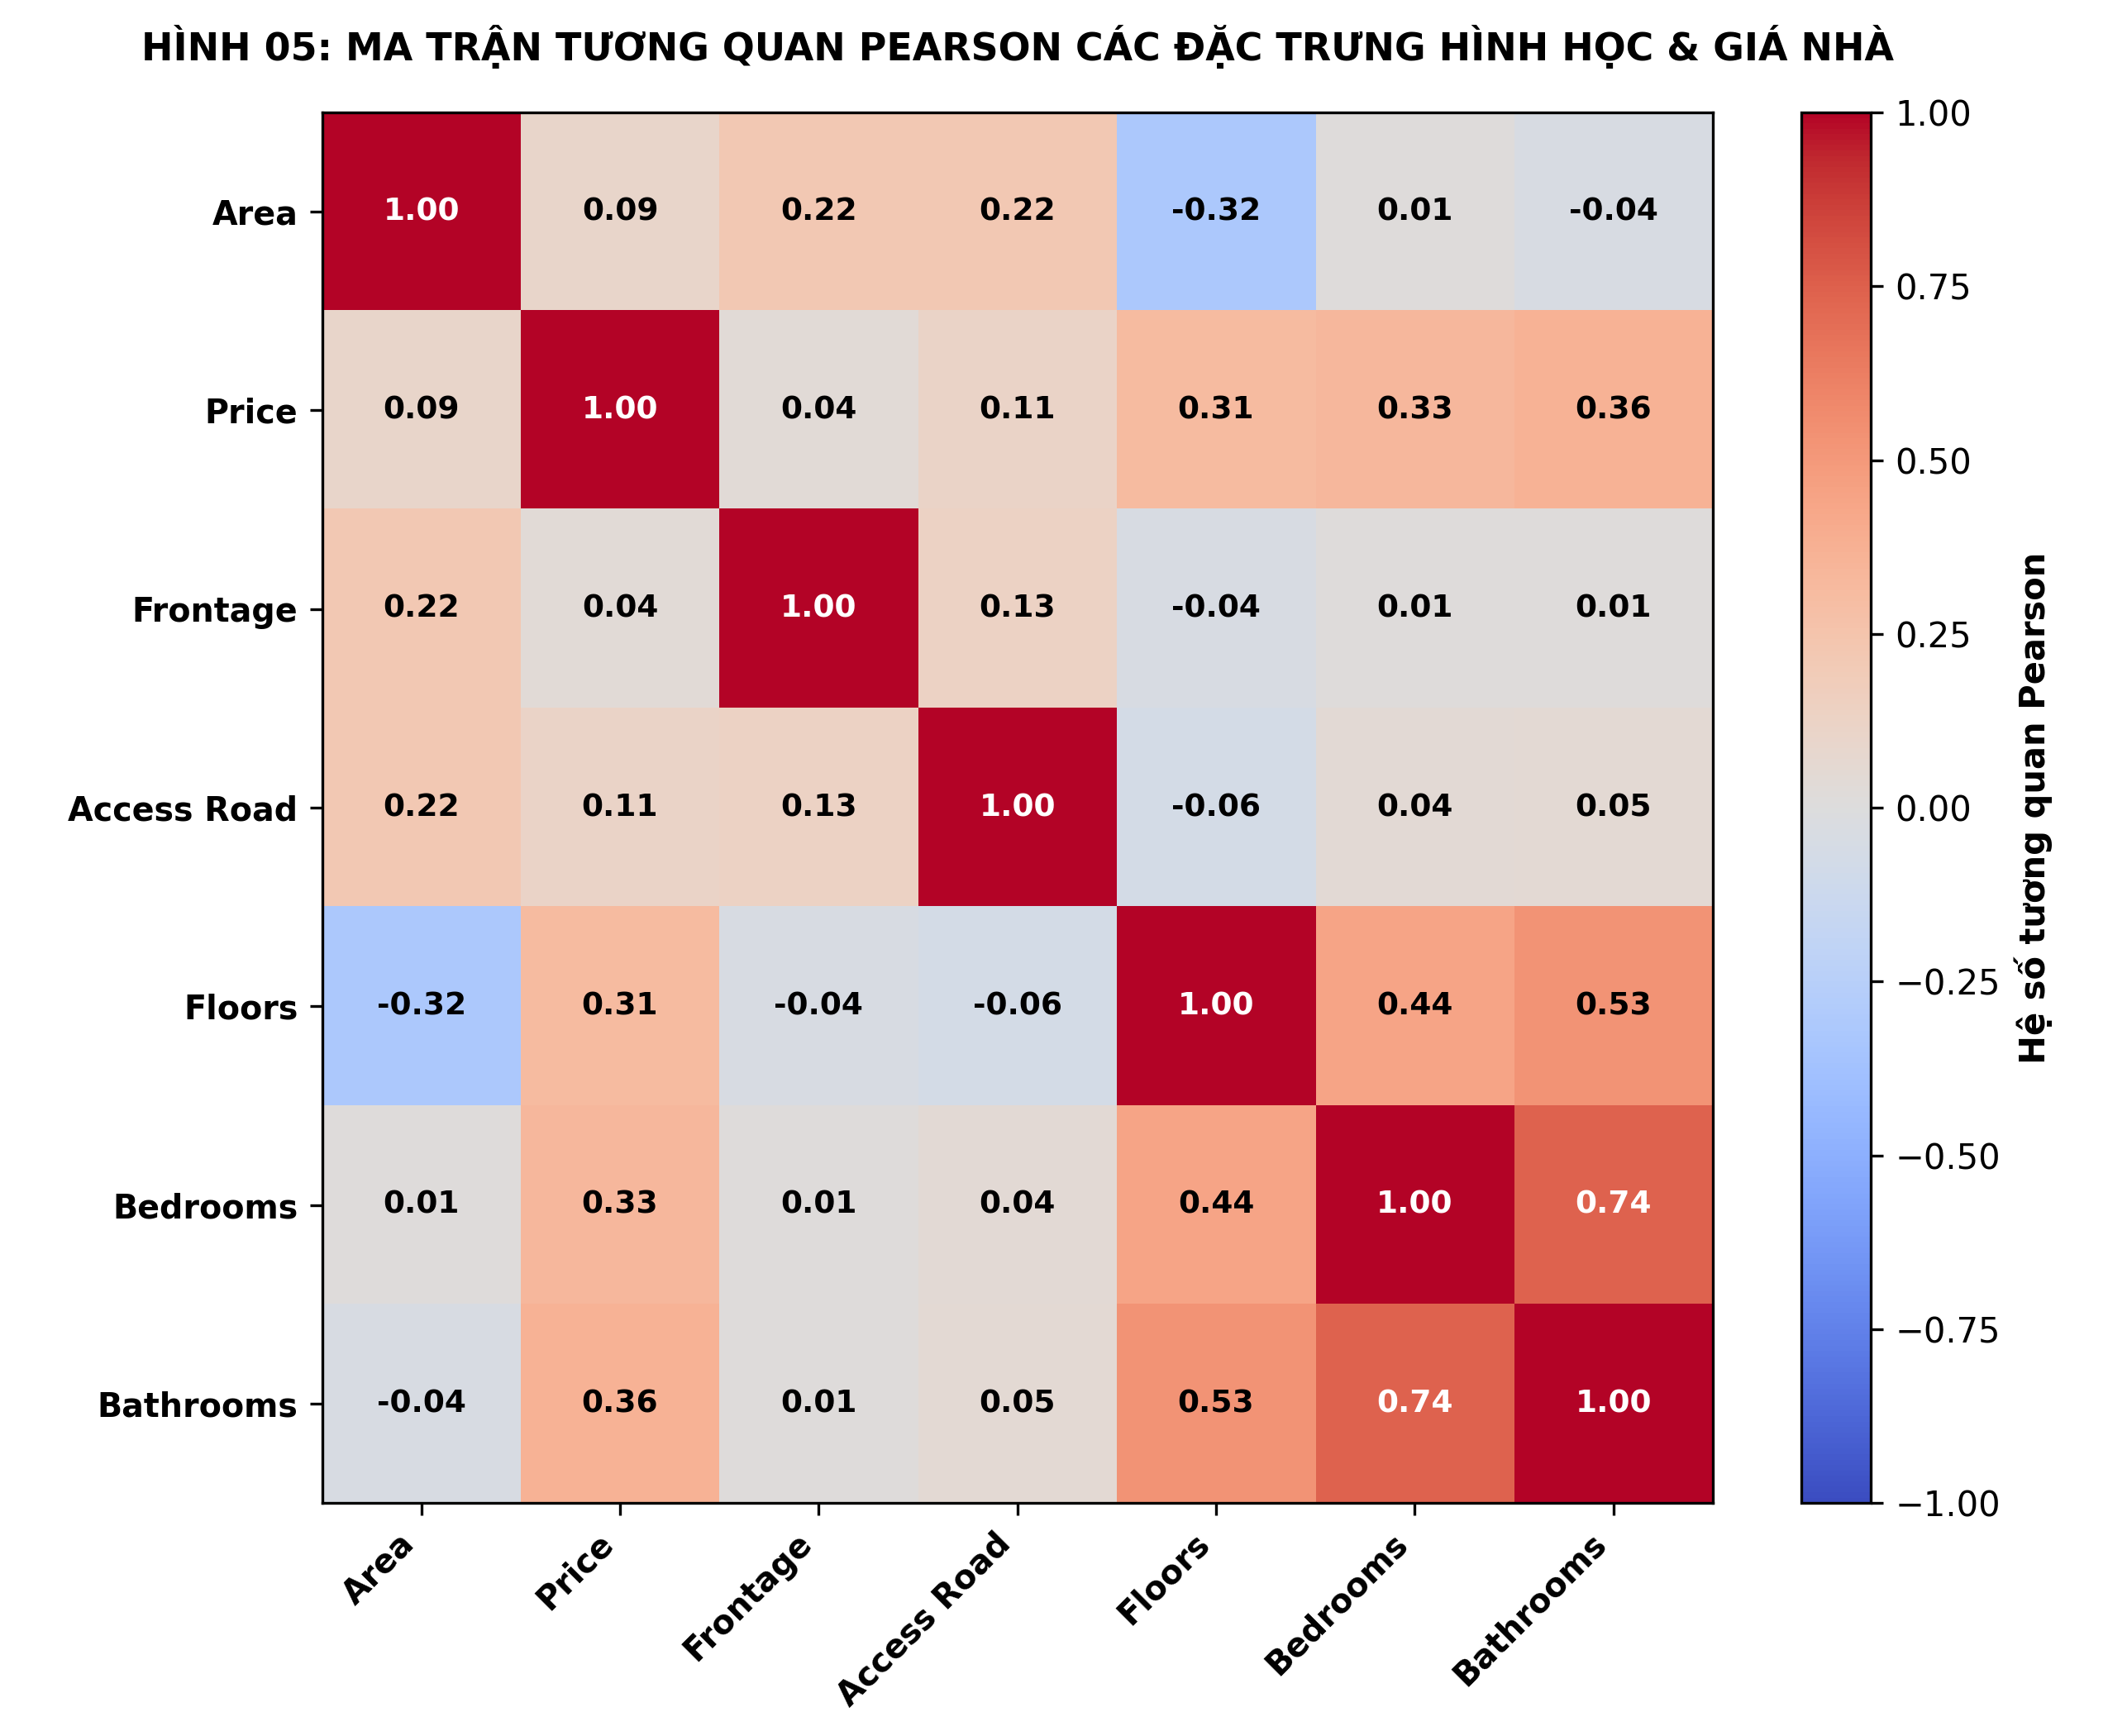 HÌNH 05: MA TRẬN TƯƠNG QUAN PEARSON CÁC ĐẶC TRƯNG HÌNH HỌC & GIÁ NHÀ
Area 1.00 0.09 0.22 0.22 -0.32 0.01 -0.04
Price 0.09 1.00 0.04 0.11 0.31 0.33 0.36
Frontage 0.22 0.04 1.00 0.13 -0.04 0.01 0.01
Access Road 0.22 0.11 0.13 1.00 -0.06 0.04 0.05
Floors -0.32 0.31 -0.04 -0.06 1.00 0.44 0.53
Bedrooms 0.01 0.33 0.01 0.04 0.44 1.00 0.74
Bathrooms -0.04 0.36 0.01 0.05 0.53 0.74 1.00
Area
Price
Frontage
Access Road
Floors
Bedrooms
Bathrooms
1.00
0.75
0.50
0.25
0.00
−0.25
−0.50
−0.75
−1.00
Hệ số tương quan Pearson